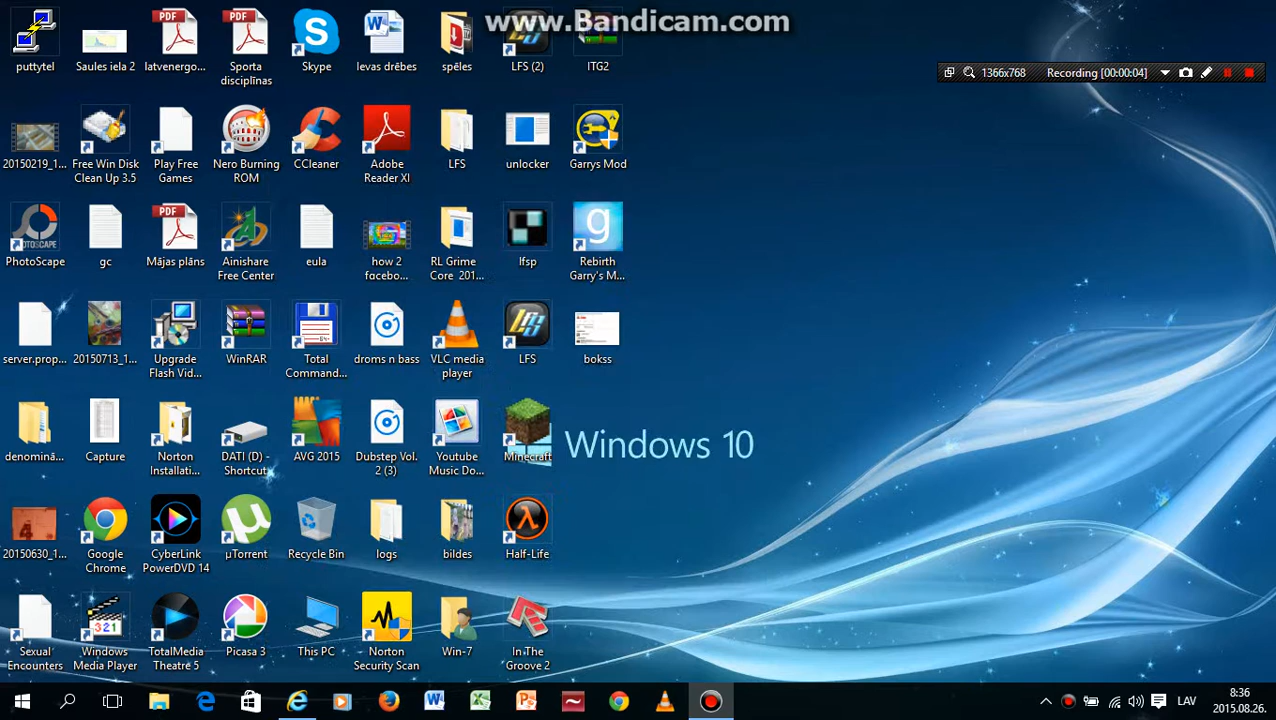 www.Bandicam.com
puttytel
Saules iela 2
latvenergo...
Sporta disciplīnas
Skype
Ievas drēbes
spēles
LFS (2)
ITG2
1366x768
Recording [00:00:04]
20150219_1...
Free Win Disk Clean Up 3.5
Play Free Games
Nero Burning ROM
CCleaner
Adobe Reader XI
LFS
unlocker
Garrys Mod
PhotoScape
gc
Mājas plāns
Ainishare Free Center
eula
how 2 facebo...
RL Grime Core 201...
lfsp
Rebirth Garry's M...
server.prop...
20150713_1...
Upgrade Flash Vid...
WinRAR
Total Command...
droms n bass
VLC media player
LFS
bokss
denominā...
Capture
Norton Installati...
DATI (D) - Shortcut
AVG 2015
Dubstep Vol. 2 (3)
Youtube Music Do...
Minecraft
Windows 10
20150630_1...
Google Chrome
CyberLink PowerDVD 14
µTorrent
Recycle Bin
logs
bildes
Half-Life
Sexual Encounters
Windows Media Player
TotalMedia Theatre 5
Picasa 3
This PC
Norton Security Scan
Win-7
In The Groove 2
LAV
8:36
2015.08.26.